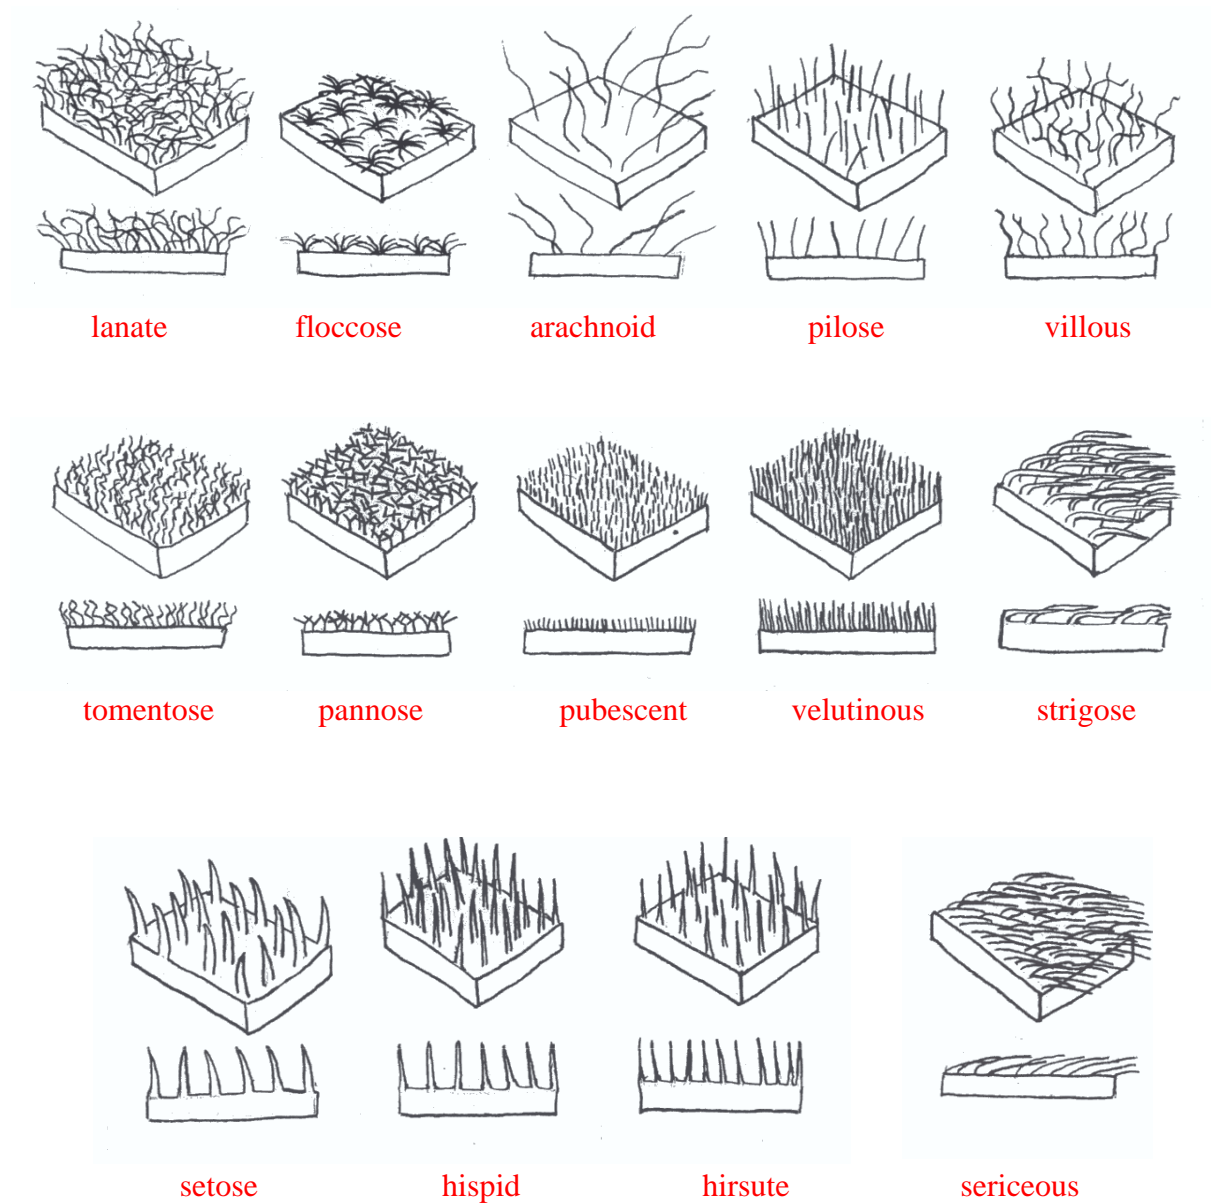 lanate floccose arachnoid pilose villous
tomentose pannose pubescent velutinous strigose
setose hispid hirsute sericeous